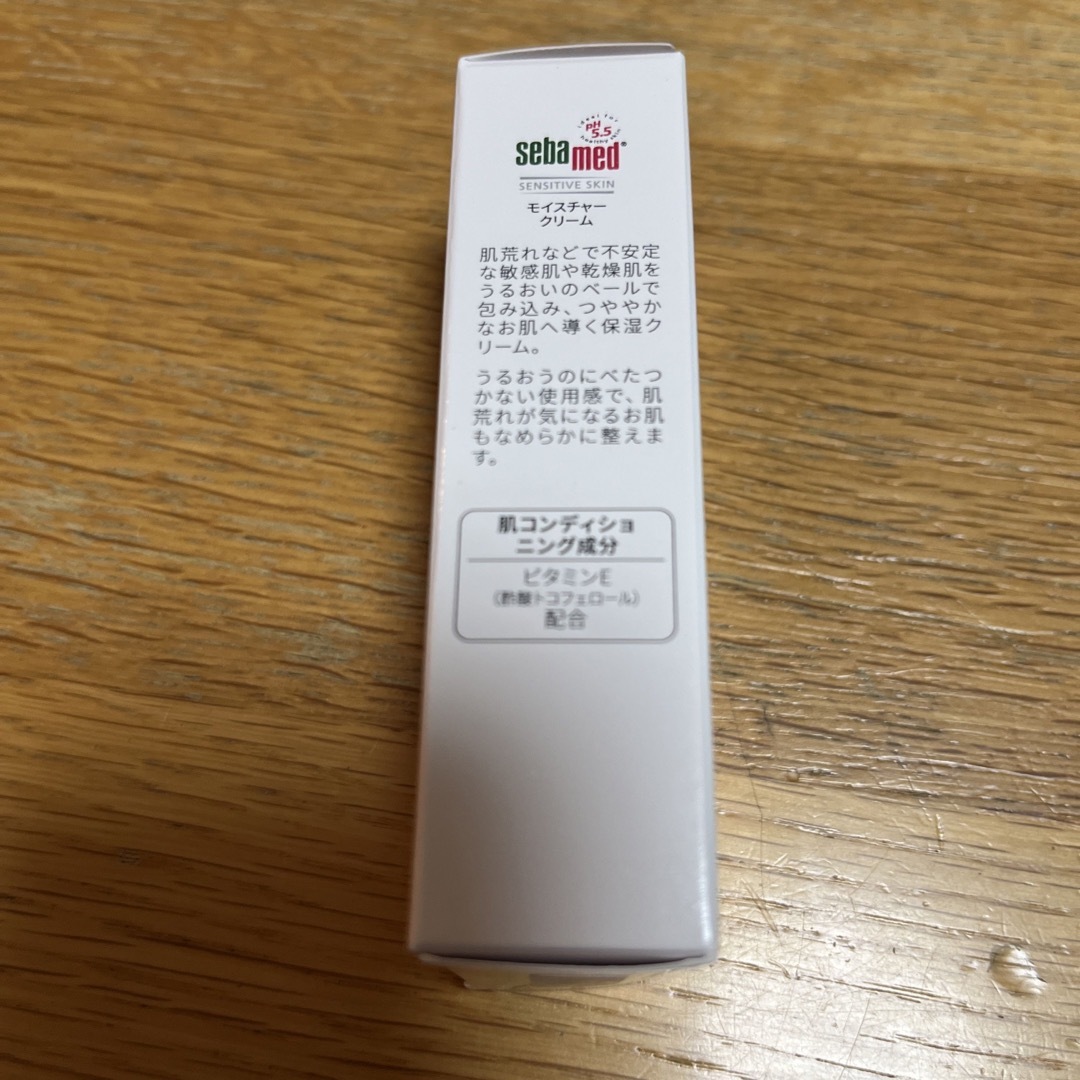 ideal for
pH
5.5
healthy skin
sebamed®
SENSITIVE SKIN
モイスチャー
クリーム
肌荒れなどで不安定
な敏感肌や乾燥肌を
うるおいのベールで
包み込み、つややか
なお肌へ導く保湿ク
リーム。
うるおうのにべたつ
かない使用感で、肌
荒れが気になるお肌
もなめらかに整えま
す。
肌コンディショ
ニング成分
ビタミンE
（酢酸トコフェロール）
配合